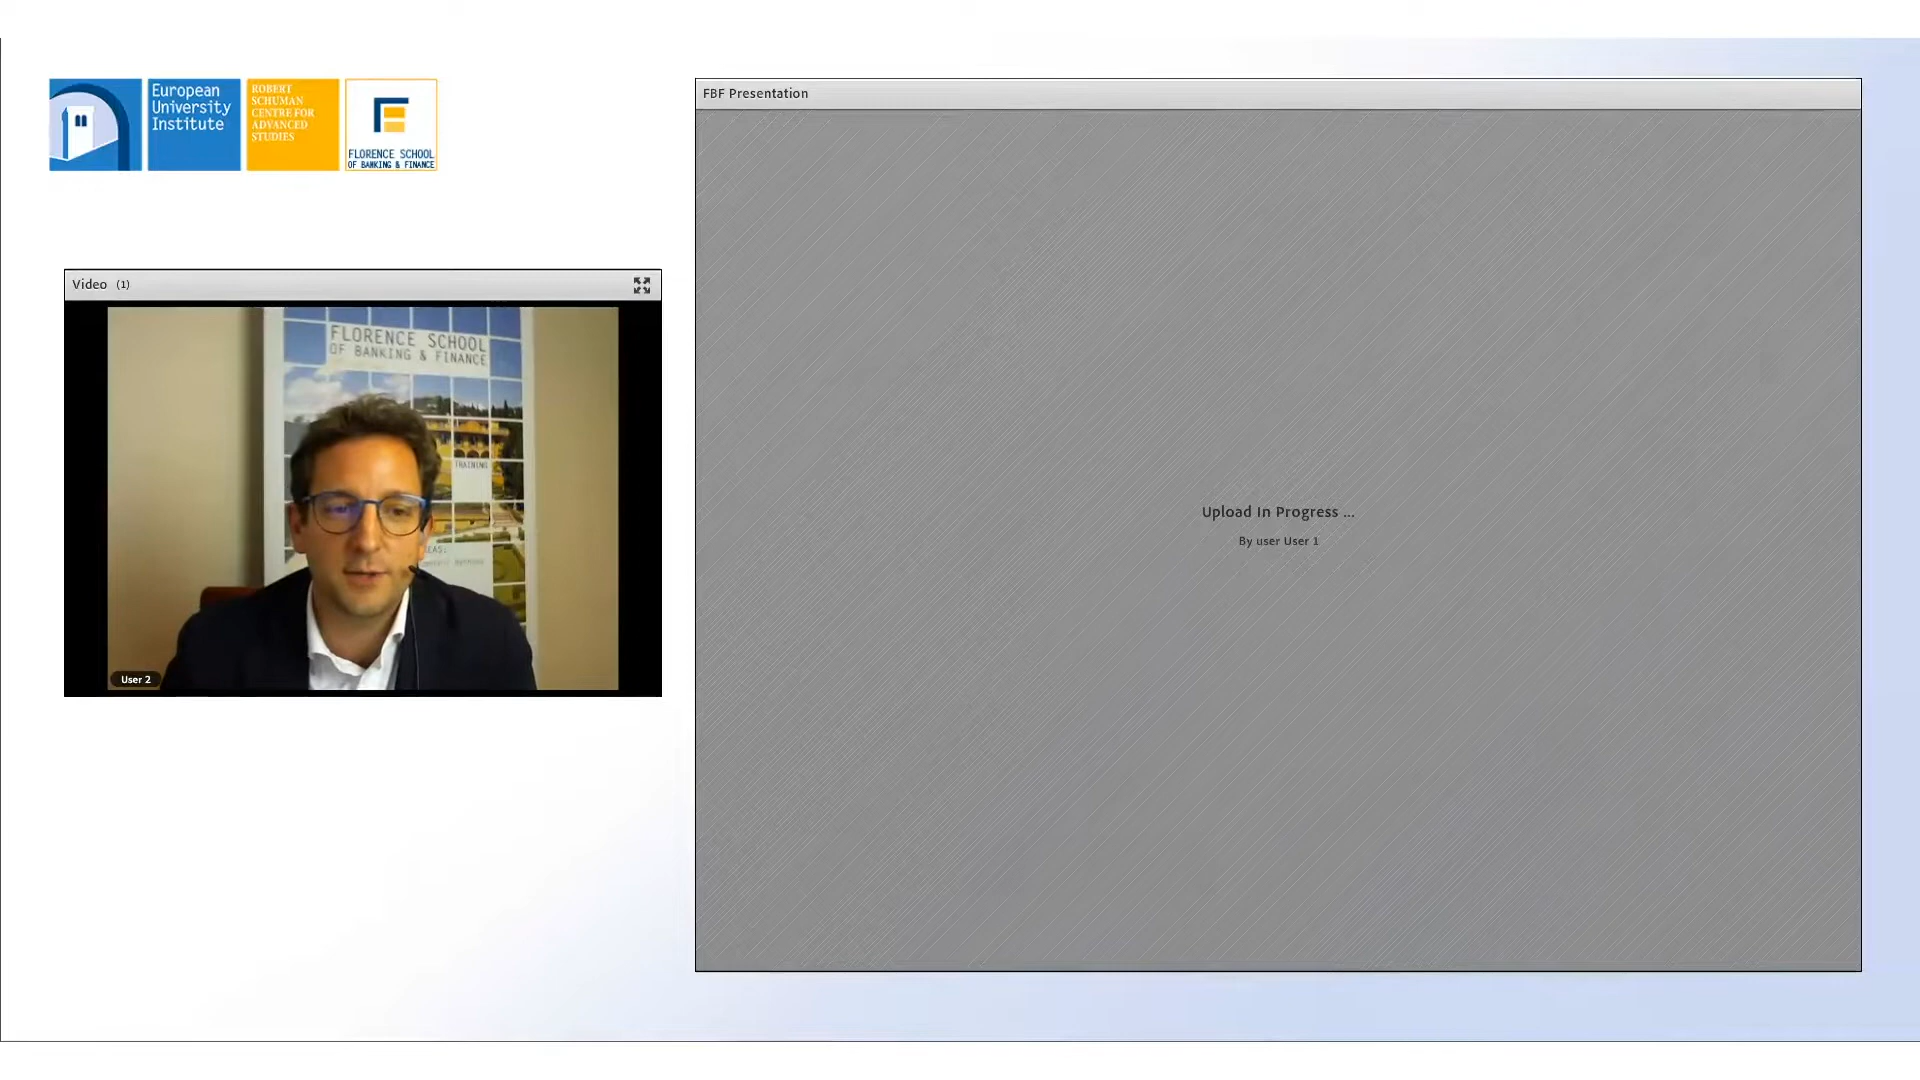 European
University
Institute
ROBERT
SCHUMAN
CENTRE FOR
ADVANCED
STUDIES
FLORENCE SCHOOL
OF BANKING & FINANCE
FBF Presentation
Video (1)
FLORENCE SCHOOL
OF BANKING & FINANCE
TRAINING
User 2
Upload In Progress ...
By user User 1